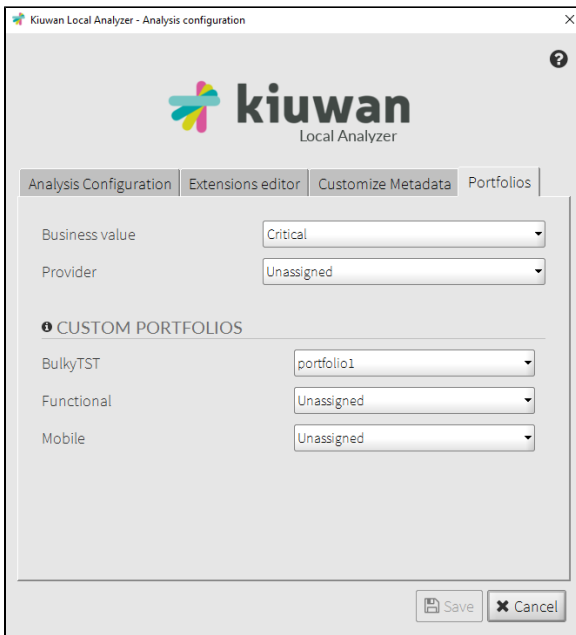 Kiuwan Local Analyzer - Analysis configuration
kiuwan
Local Analyzer
Analysis Configuration Extensions editor Customize Metadata Portfolios
Business value Critical
Provider Unassigned
CUSTOM PORTFOLIOS
BulkyTST portfolio1
Functional Unassigned
Mobile Unassigned
Save Cancel